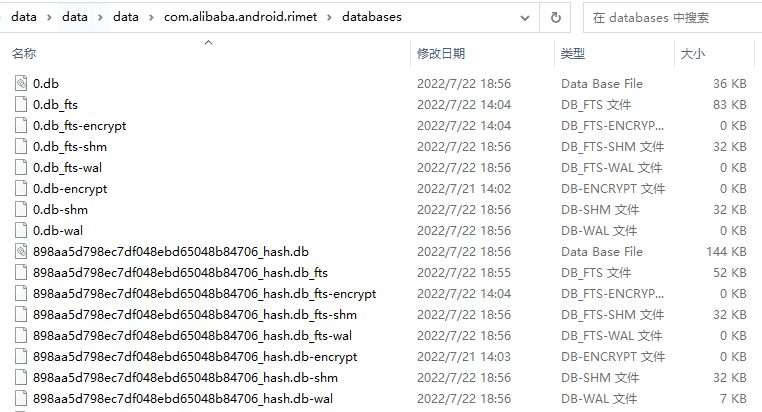 data > data > data > com.alibaba.android.rimet > databases 在 databases 中搜索
名称 修改日期 类型 大小
0.db 2022/7/22 18:56 Data Base File 36 KB
0.db_fts 2022/7/22 14:04 DB_FTS 文件 83 KB
0.db_fts-encrypt 2022/7/22 14:04 DB_FTS-ENCRYP... 0 KB
0.db_fts-shm 2022/7/22 18:56 DB_FTS-SHM 文件 32 KB
0.db_fts-wal 2022/7/22 18:56 DB_FTS-WAL 文件 0 KB
0.db-encrypt 2022/7/21 14:02 DB-ENCRYPT 文件 0 KB
0.db-shm 2022/7/22 18:56 DB-SHM 文件 32 KB
0.db-wal 2022/7/22 18:56 DB-WAL 文件 0 KB
898aa5d798ec7df048ebd65048b84706_hash.db 2022/7/22 18:56 Data Base File 144 KB
898aa5d798ec7df048ebd65048b84706_hash.db_fts 2022/7/22 18:55 DB_FTS 文件 52 KB
898aa5d798ec7df048ebd65048b84706_hash.db_fts-encrypt 2022/7/22 14:04 DB_FTS-ENCRYP... 0 KB
898aa5d798ec7df048ebd65048b84706_hash.db_fts-shm 2022/7/22 18:56 DB_FTS-SHM 文件 32 KB
898aa5d798ec7df048ebd65048b84706_hash.db_fts-wal 2022/7/22 18:56 DB_FTS-WAL 文件 0 KB
898aa5d798ec7df048ebd65048b84706_hash.db-encrypt 2022/7/21 14:03 DB-ENCRYPT 文件 0 KB
898aa5d798ec7df048ebd65048b84706_hash.db-shm 2022/7/22 18:56 DB-SHM 文件 32 KB
898aa5d798ec7df048ebd65048b84706_hash.db-wal 2022/7/22 18:56 DB-WAL 文件 7 KB